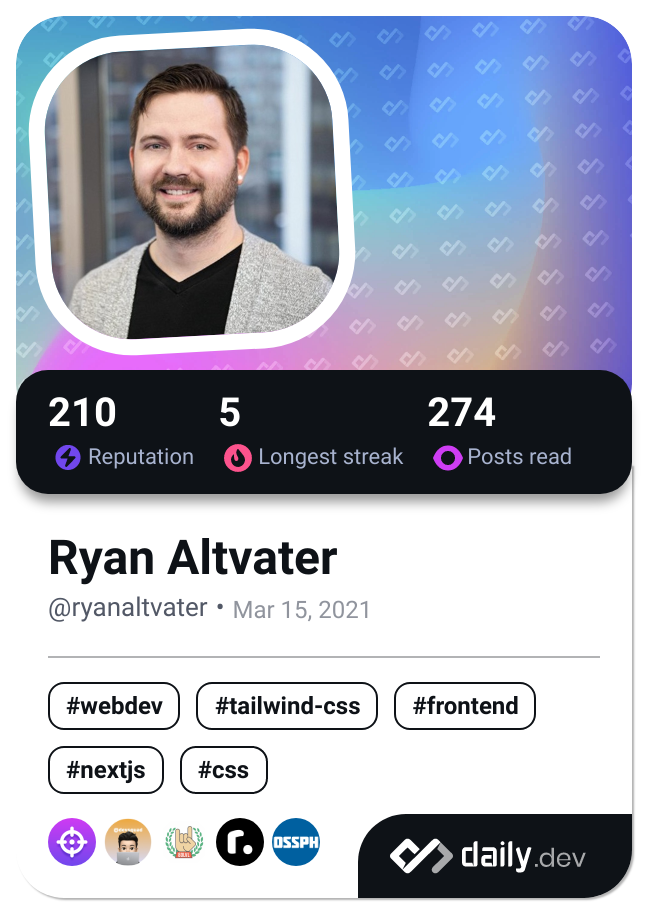 210 5 274
Reputation Longest streak Posts read
Ryan Altvater
@ryanaltvater • Mar 15, 2021
#webdev #tailwind-css #frontend
#nextjs #css
r. OSSPH
daily.dev